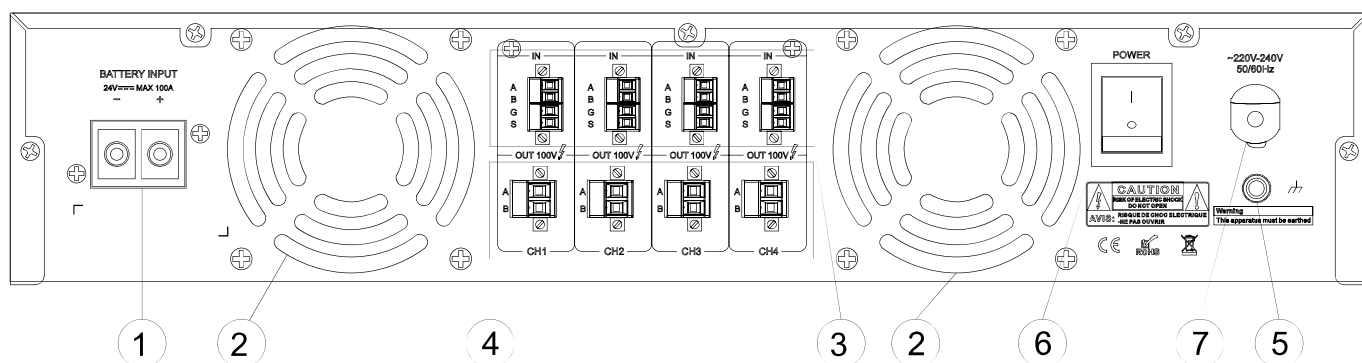 BATTERY INPUT
24V⎓ MAX 100A
− +
IN IN IN IN
A A A A
B B B B
G G G G
S S S S
OUT 100V OUT 100V OUT 100V OUT 100V
A A A A
B B B B
CH1 CH2 CH3 CH4
POWER
~220V-240V
50/60Hz
CAUTION
RISK OF ELECTRIC SHOCK
DO NOT OPEN
AVIS: RISQUE DE CHOC ELECTRIQUE
-NE PAS OUVRIR
Warning
This apparatus must be earthed
CE ROHS
1 2 4 3 2 6 7 5